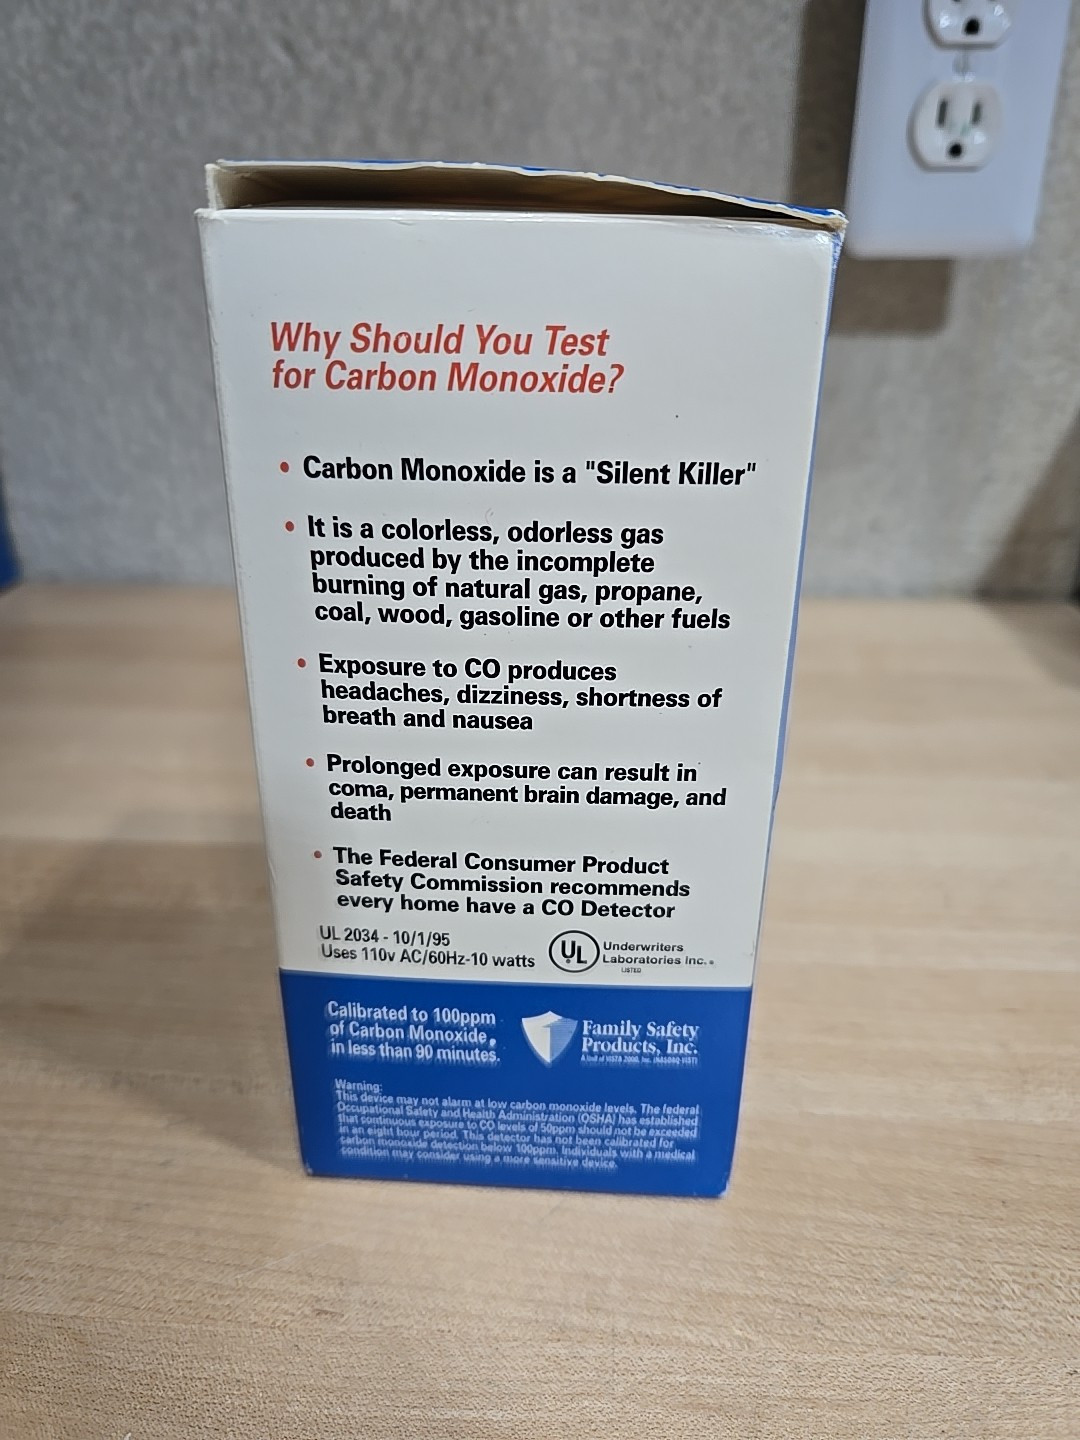 Why Should You Test
for Carbon Monoxide?
• Carbon Monoxide is a "Silent Killer"
• It is a colorless, odorless gas
produced by the incomplete
burning of natural gas, propane,
coal, wood, gasoline or other fuels
• Exposure to CO produces
headaches, dizziness, shortness of
breath and nausea
• Prolonged exposure can result in
coma, permanent brain damage, and
death
• The Federal Consumer Product
Safety Commission recommends
every home have a CO Detector
UL 2034 - 10/1/95
Uses 110v AC/60Hz-10 watts
UL
Underwriters
Laboratories Inc.®
LISTED
Calibrated to 100ppm
of Carbon Monoxide
in less than 90 minutes.
Family Safety
Products, Inc.
A Unit of VISTA 2000, Inc. (NASDAQ-VIST)
Warning:
This device may not alarm at low carbon monoxide levels. The federal
Occupational Safety and Health Administration (OSHA) has established
that continuous exposure to CO levels of 50ppm should not be exceeded
in an eight hour period. This detector has not been calibrated for
carbon monoxide detection below 100ppm. Individuals with a medical
condition may consider using a more sensitive device.